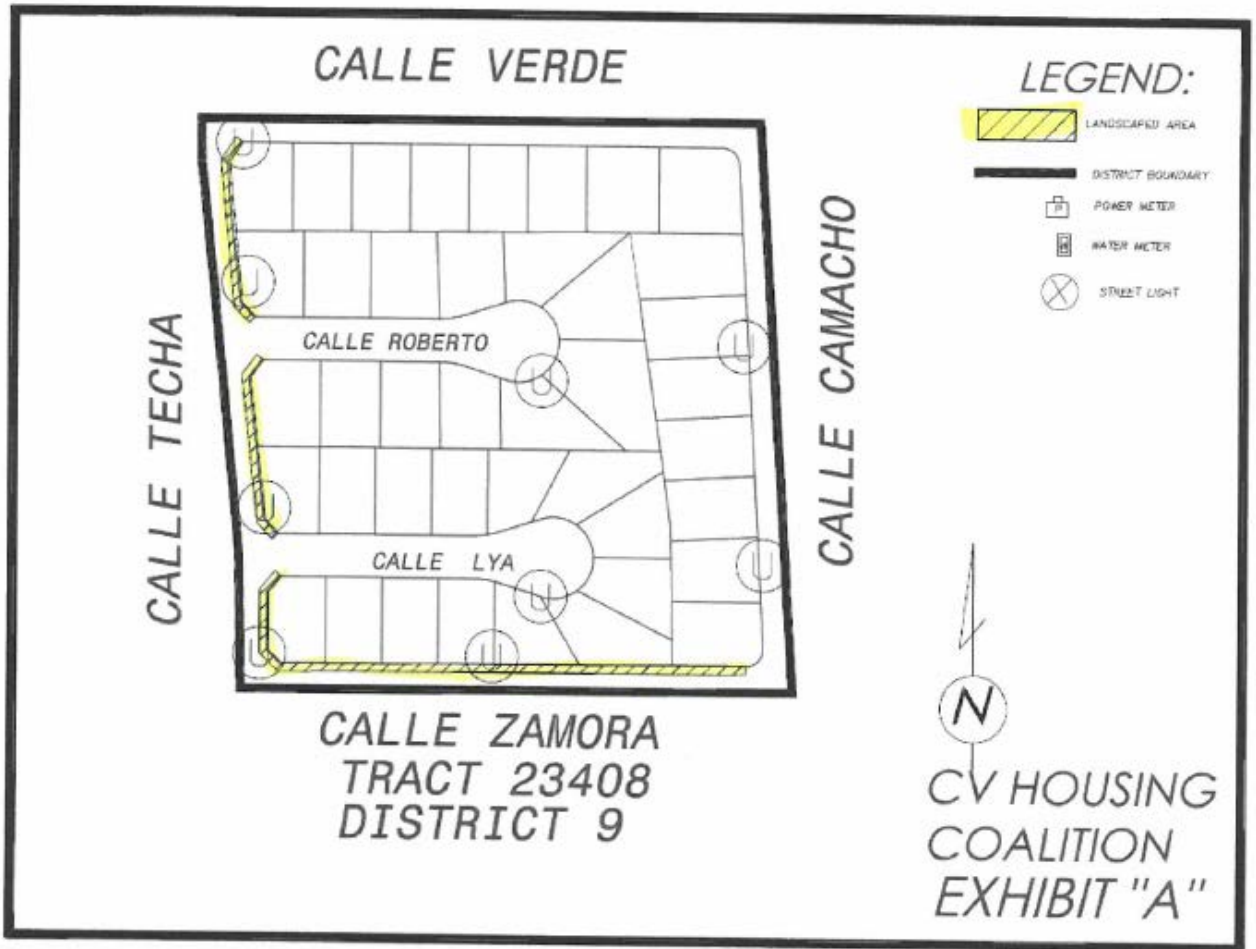 CALLE VERDE
LEGEND:
LANDSCAPED AREA
DISTRICT BOUNDARY
P
POWER METER
WATER METER
X
STREET LIGHT
U
U
CALLE TECHA
CALLE ROBERTO
CALLE CAMACHO
U
U
U
CALLE LYA
U
U
U
U
N
CALLE ZAMORA
TRACT 23408
DISTRICT 9
CV HOUSING
COALITION
EXHIBIT "A"